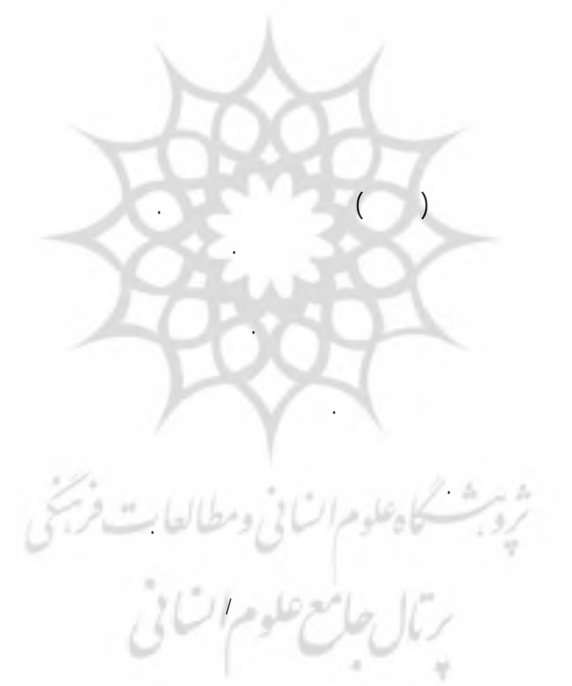 ( )
پژوهشگاه علوم انسانی و مطالعات فرهنگی
پرتال جامع علوم انسانی
/